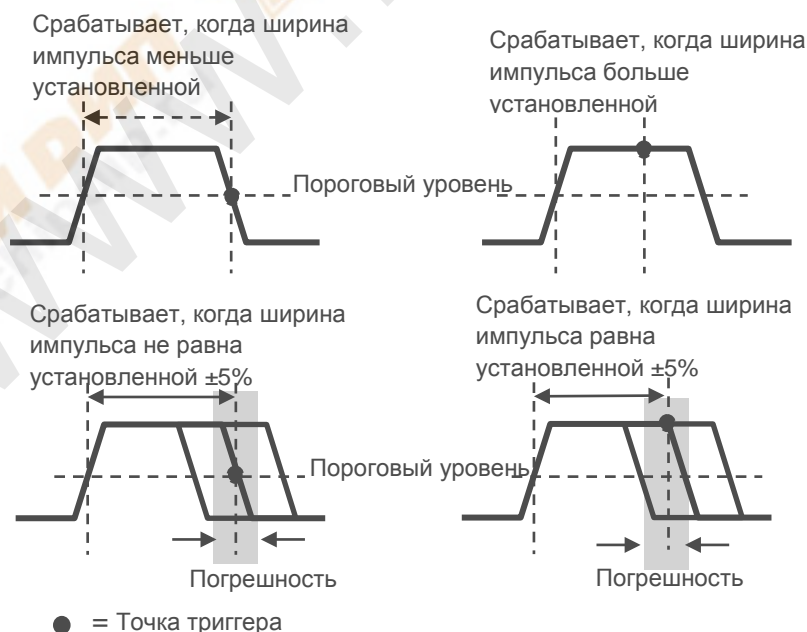 Срабатывает, когда ширина
импульса меньше
установленной
Срабатывает, когда ширина
импульса больше
установленной
Пороговый уровень
Срабатывает, когда ширина
импульса не равна
установленной ±5%
Срабатывает, когда ширина
импульса равна
установленной ±5%
Пороговый уровень
Погрешность
Погрешность
= Точка триггера